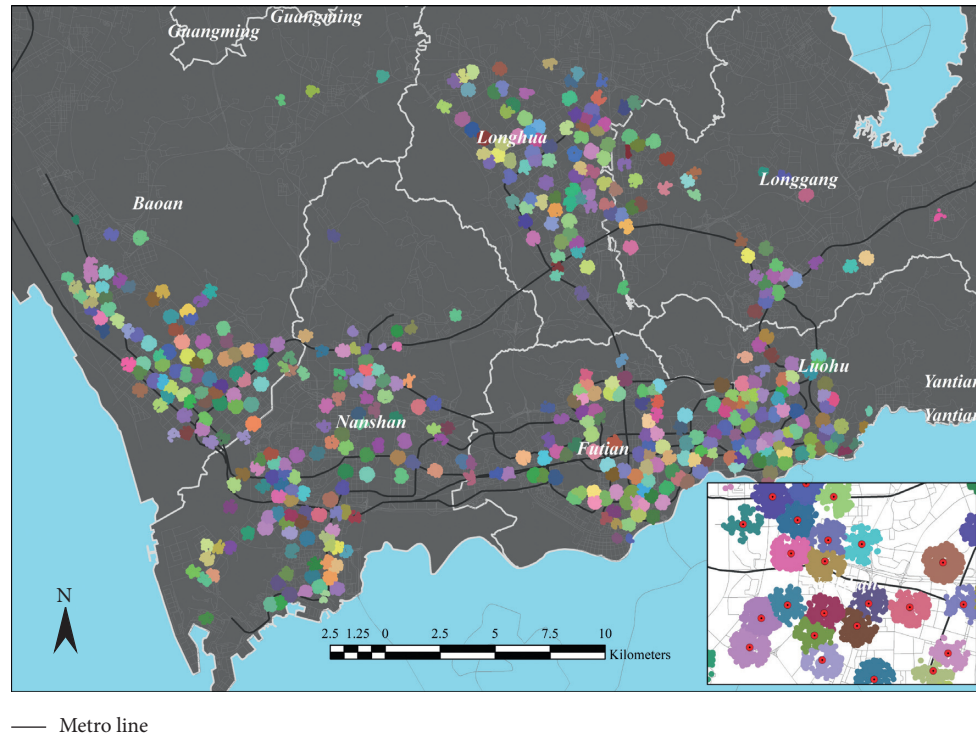 Guangming
Guangming
Longhua
Longgang
Baoan
Luohu
Yantian
Nanshan
Yantian
Futian
N
2.5 1.25 0 2.5 5 7.5 10
Kilometers
Metro line